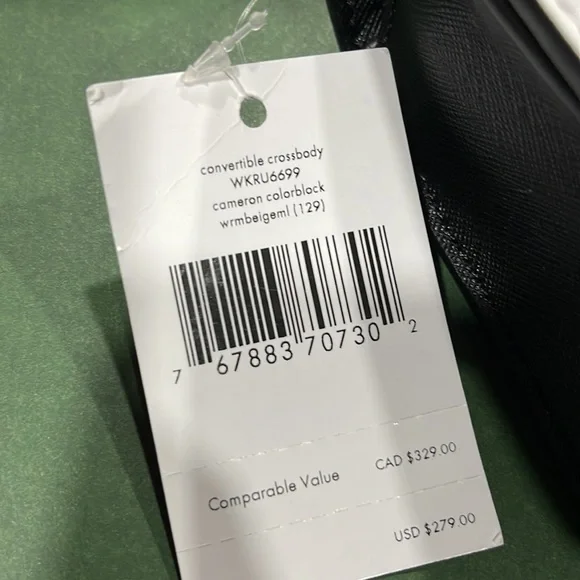 convertible crossbody
WKRU6699
cameron colorblock
wrmbeigeml (129)
7 67883 70730 2
Comparable Value CAD $329.00
USD $279.00